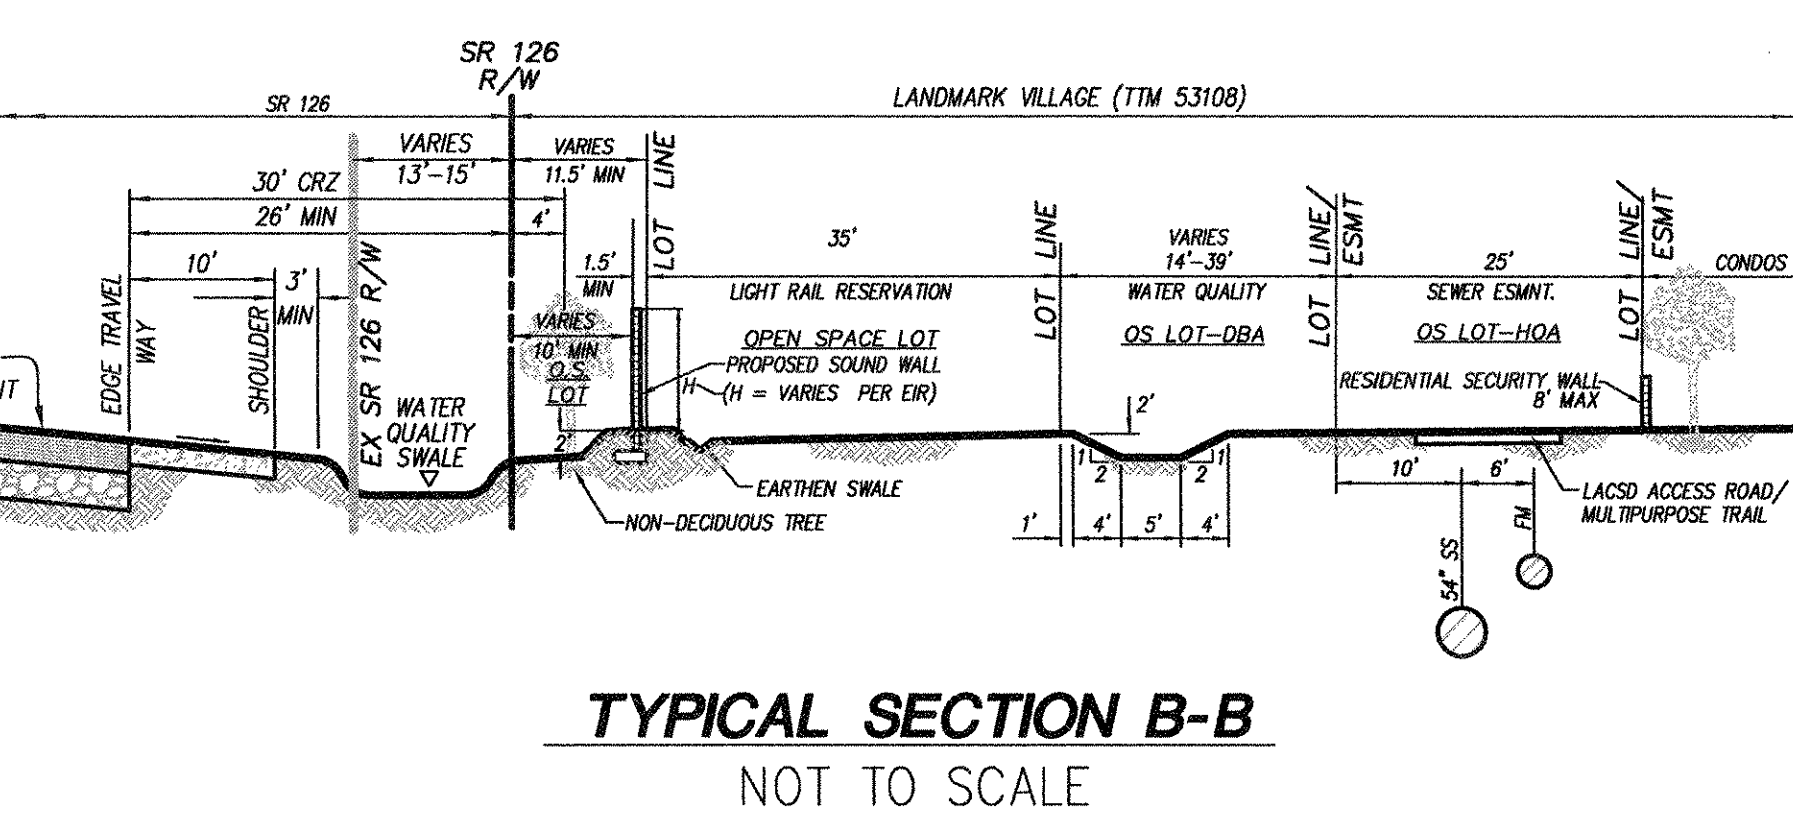 SR 126
R/W
SR 126
LANDMARK VILLAGE (TTM 53108)
VARIES
13'-15'
VARIES
11.5' MIN
LOT LINE
30' CRZ
26' MIN
4'
10'
3'
MIN
EDGE TRAVEL
WAY
SHOULDER
EX SR 126 R/W
WATER
QUALITY
SWALE
1.5'
MIN
VARIES
10' MIN
O.S.
LOT
2'
35'
LIGHT RAIL RESERVATION
OPEN SPACE LOT
PROPOSED SOUND WALL
H
(H = VARIES PER EIR)
EARTHEN SWALE
NON-DECIDUOUS TREE
LOT LINE
VARIES
14'-39'
WATER QUALITY
OS LOT-DBA
2'
1
2
2
1
1'
4'
5'
4'
LOT LINE/
ESMT
25'
SEWER ESMNT.
OS LOT-HOA
RESIDENTIAL SECURITY WALL
8' MAX
LOT LINE/
ESMT
CONDOS
10'
6'
54" SS
FM
LACSD ACCESS ROAD/
MULTIPURPOSE TRAIL
TYPICAL SECTION B-B
NOT TO SCALE